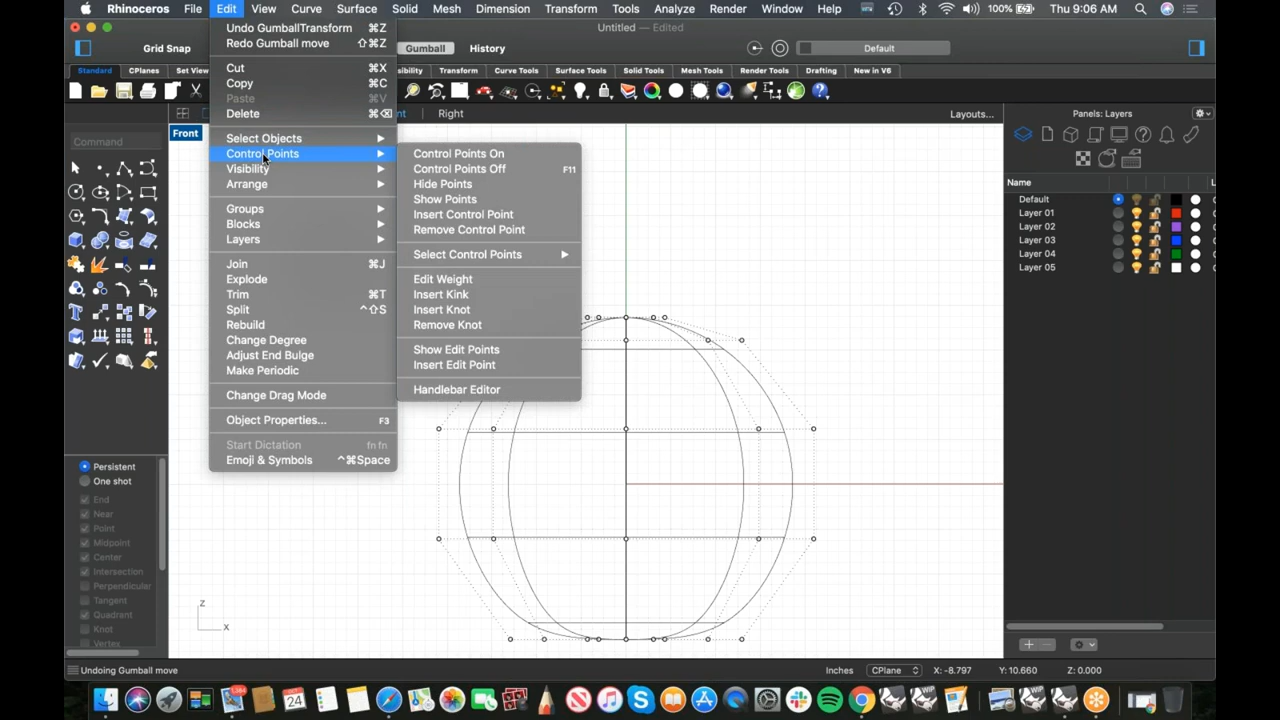 Rhinoceros File Edit View Curve Surface Solid Mesh Dimension Transform Tools Analyze Render Window Help 100% Thu 9:06 AM
Untitled — Edited
Grid Snap Gumball History Default
Standard CPlanes Set View sibility Transform Curve Tools Surface Tools Solid Tools Mesh Tools Render Tools Drafting New in V6
nt Right Layouts...
Panels: Layers
Front
Command
Undo GumballTransform ⌘Z
Redo Gumball move ⇧⌘Z
Cut ⌘X
Copy ⌘C
Paste ⌘V
Delete ⌘⌫
Select Objects
Control Points
Visibility
Arrange
Groups
Blocks
Layers
Join ⌘J
Explode
Trim ⌘T
Split ^⇧S
Rebuild
Change Degree
Adjust End Bulge
Make Periodic
Change Drag Mode
Object Properties... F3
Start Dictation fn fn
Emoji & Symbols ^⌘Space
Control Points On
Control Points Off F11
Hide Points
Show Points
Insert Control Point
Remove Control Point
Select Control Points
Edit Weight
Insert Kink
Insert Knot
Remove Knot
Show Edit Points
Insert Edit Point
Handlebar Editor
Name L
Default
Layer 01
Layer 02
Layer 03
Layer 04
Layer 05
Persistent
One shot
End
Near
Point
Midpoint
Center
Intersection
Perpendicular
Tangent
Quadrant
Knot
Vertex
Z
X
Undoing Gumball move
Inches CPlane X: -8.797 Y: 10.660 Z: 0.000
24